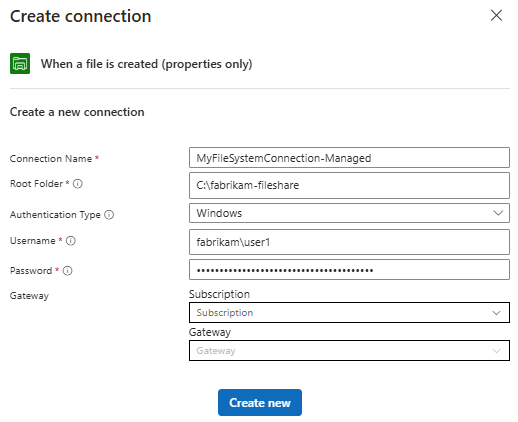 Create connection
When a file is created (properties only)
Create a new connection
Connection Name *
MyFileSystemConnection-Managed
Root Folder *
C:\fabrikam-fileshare
Authentication Type
Windows
Username *
fabrikam\user1
Password *
••••••••••••••••••••••••••••••••••••••••
Gateway
Subscription
Subscription
Gateway
Gateway
Create new